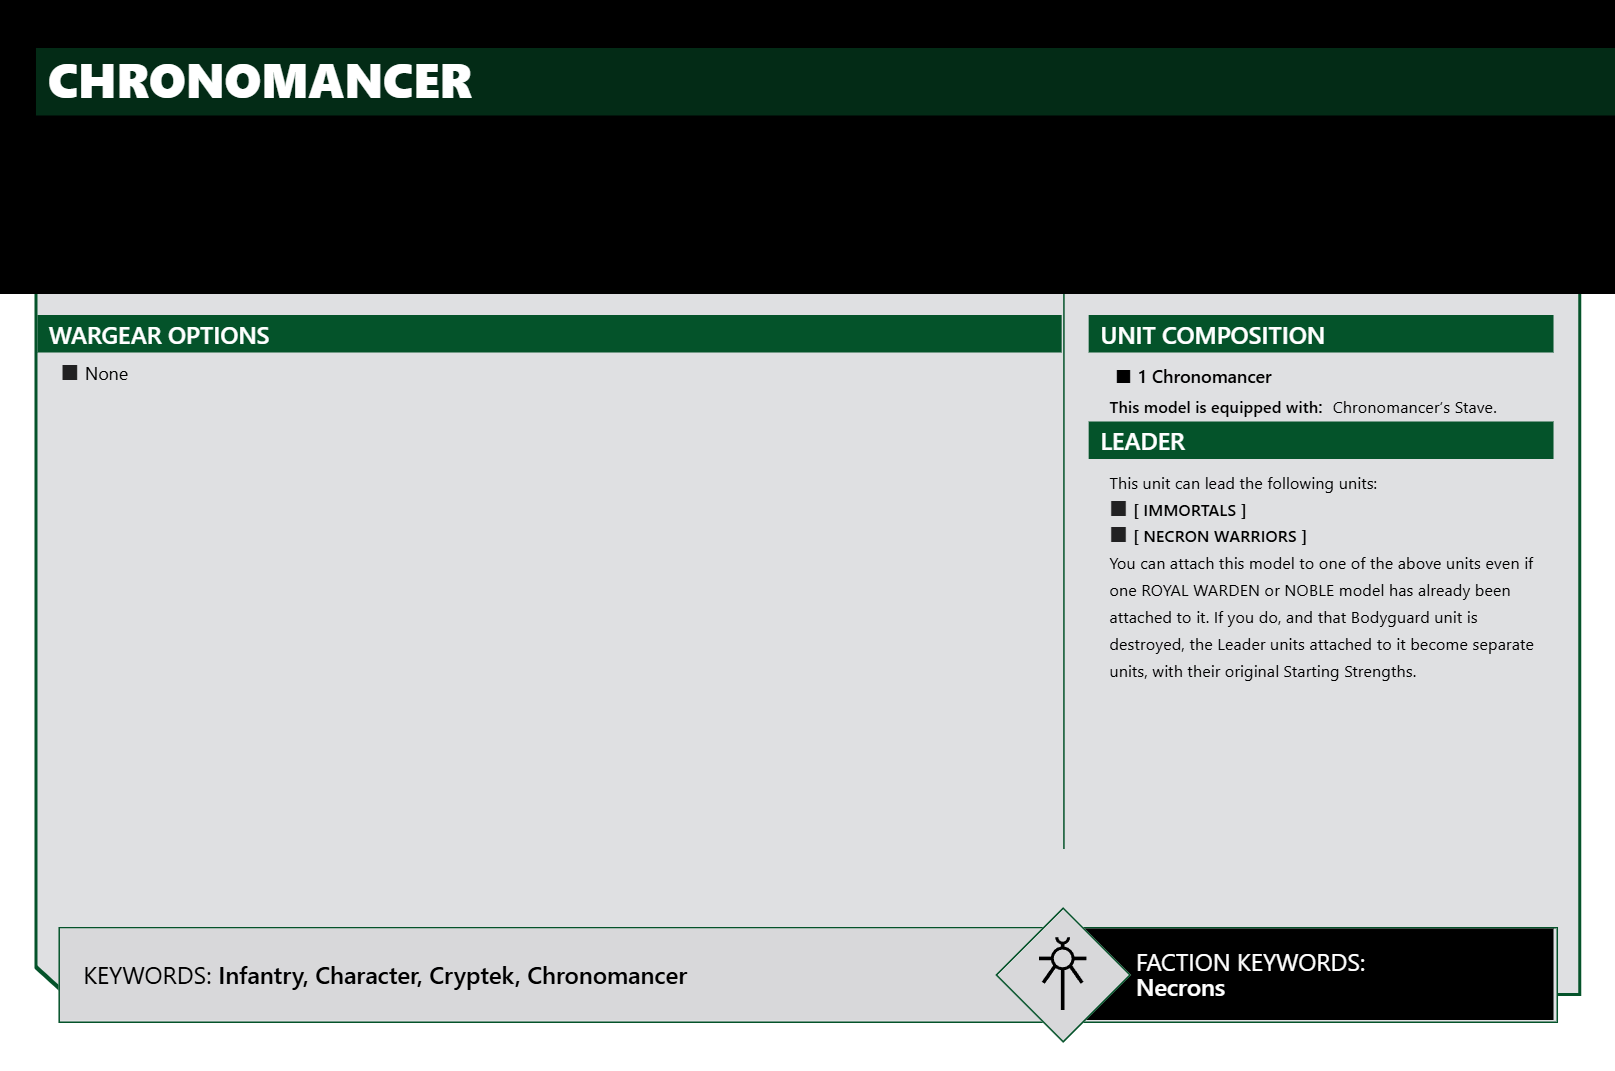 CHRONOMANCER
WARGEAR OPTIONS
■ None
UNIT COMPOSITION
■ 1 Chronomancer
This model is equipped with: Chronomancer’s Stave.
LEADER
This unit can lead the following units:
■ [ IMMORTALS ]
■ [ NECRON WARRIORS ]
You can attach this model to one of the above units even if
one ROYAL WARDEN or NOBLE model has already been
attached to it. If you do, and that Bodyguard unit is
destroyed, the Leader units attached to it become separate
units, with their original Starting Strengths.
KEYWORDS: Infantry, Character, Cryptek, Chronomancer
FACTION KEYWORDS:
Necrons